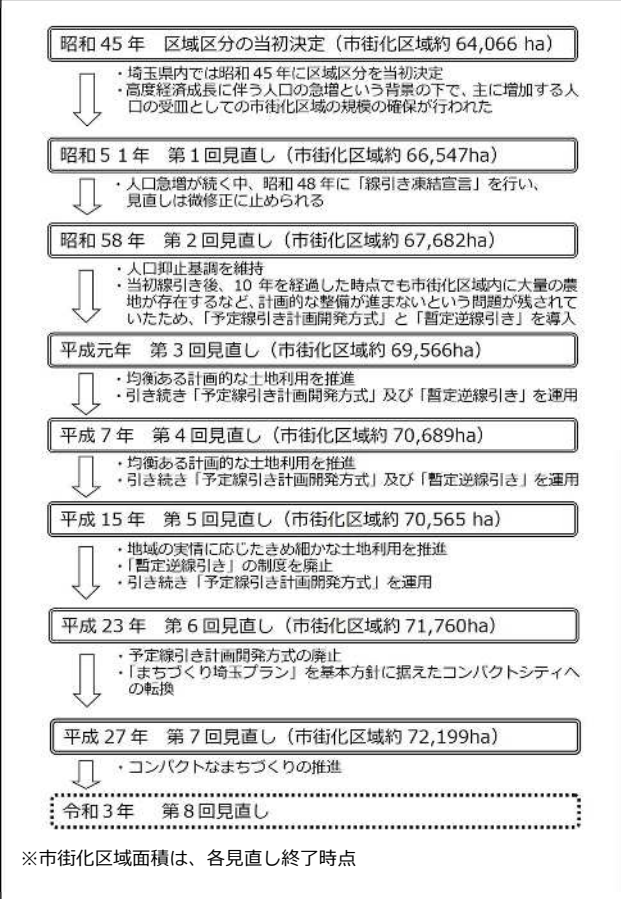 昭和 45 年　区域区分の当初決定（市街化区域約 64,066 ha）
・埼玉県内では昭和 45 年に区域区分を当初決定
・高度経済成長に伴う人口の急増という背景の下で、主に増加する人
口の受皿としての市街化区域の規模の確保が行われた
昭和５１年　第１回見直し（市街化区域約 66,547ha）
・人口急増が続く中、昭和 48 年に「線引き凍結宣言」を行い、
見直しは微修正に止められる
昭和 58 年　第２回見直し（市街化区域約 67,682ha）
・人口抑止基調を維持
・当初線引き後、10 年を経過した時点でも市街化区域内に大量の農
地が存在するなど、計画的な整備が進まないという問題が残されて
いたため、「予定線引き計画開発方式」と「暫定逆線引き」を導入
平成元年　第３回見直し（市街化区域約 69,566ha）
・均衡ある計画的な土地利用を推進
・引き続き「予定線引き計画開発方式」及び「暫定逆線引き」を運用
平成７年　第４回見直し（市街化区域約 70,689ha）
・均衡ある計画的な土地利用を推進
・引き続き「予定線引き計画開発方式」及び「暫定逆線引き」を運用
平成 15 年　第５回見直し（市街化区域約 70,565 ha）
・地域の実情に応じたきめ細かな土地利用を推進
・「暫定逆線引き」の制度を廃止
・引き続き「予定線引き計画開発方式」を運用
平成 23 年　第６回見直し（市街化区域約 71,760ha）
・予定線引き計画開発方式の廃止
・「まちづくり埼玉プラン」を基本方針に据えたコンパクトシティへ
の転換
平成 27 年　第７回見直し（市街化区域約 72,199ha）
・コンパクトなまちづくりの推進
令和３年　　第８回見直し
※市街化区域面積は、各見直し終了時点